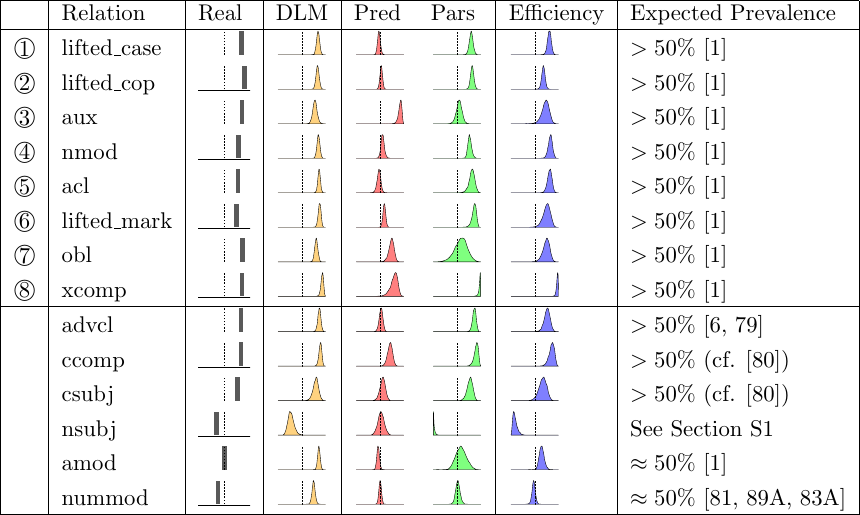 Relation Real DLM Pred Pars Efficiency Expected Prevalence
① lifted_case > 50% [1]
② lifted_cop > 50% [1]
③ aux > 50% [1]
④ nmod > 50% [1]
⑤ acl > 50% [1]
⑥ lifted_mark > 50% [1]
⑦ obl > 50% [1]
⑧ xcomp > 50% [1]
advcl > 50% [6, 79]
ccomp > 50% (cf. [80])
csubj > 50% (cf. [80])
nsubj See Section S1
amod ≈ 50% [1]
nummod ≈ 50% [81, 89A, 83A]